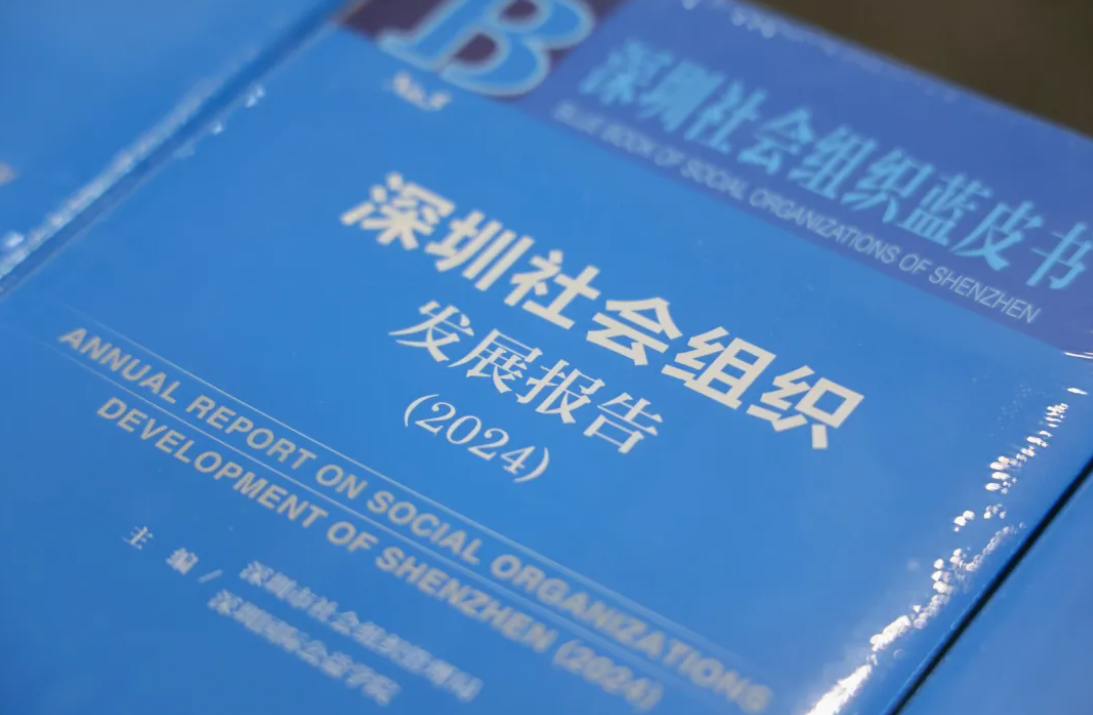 B
深圳社会组织蓝皮书
BLUE BOOK OF SOCIAL ORGANIZATIONS OF SHENZHEN
深圳社会组织
发展报告
(2024)
ANNUAL REPORT ON SOCIAL ORGANIZATIONS
DEVELOPMENT OF SHENZHEN (2024)
主 编/